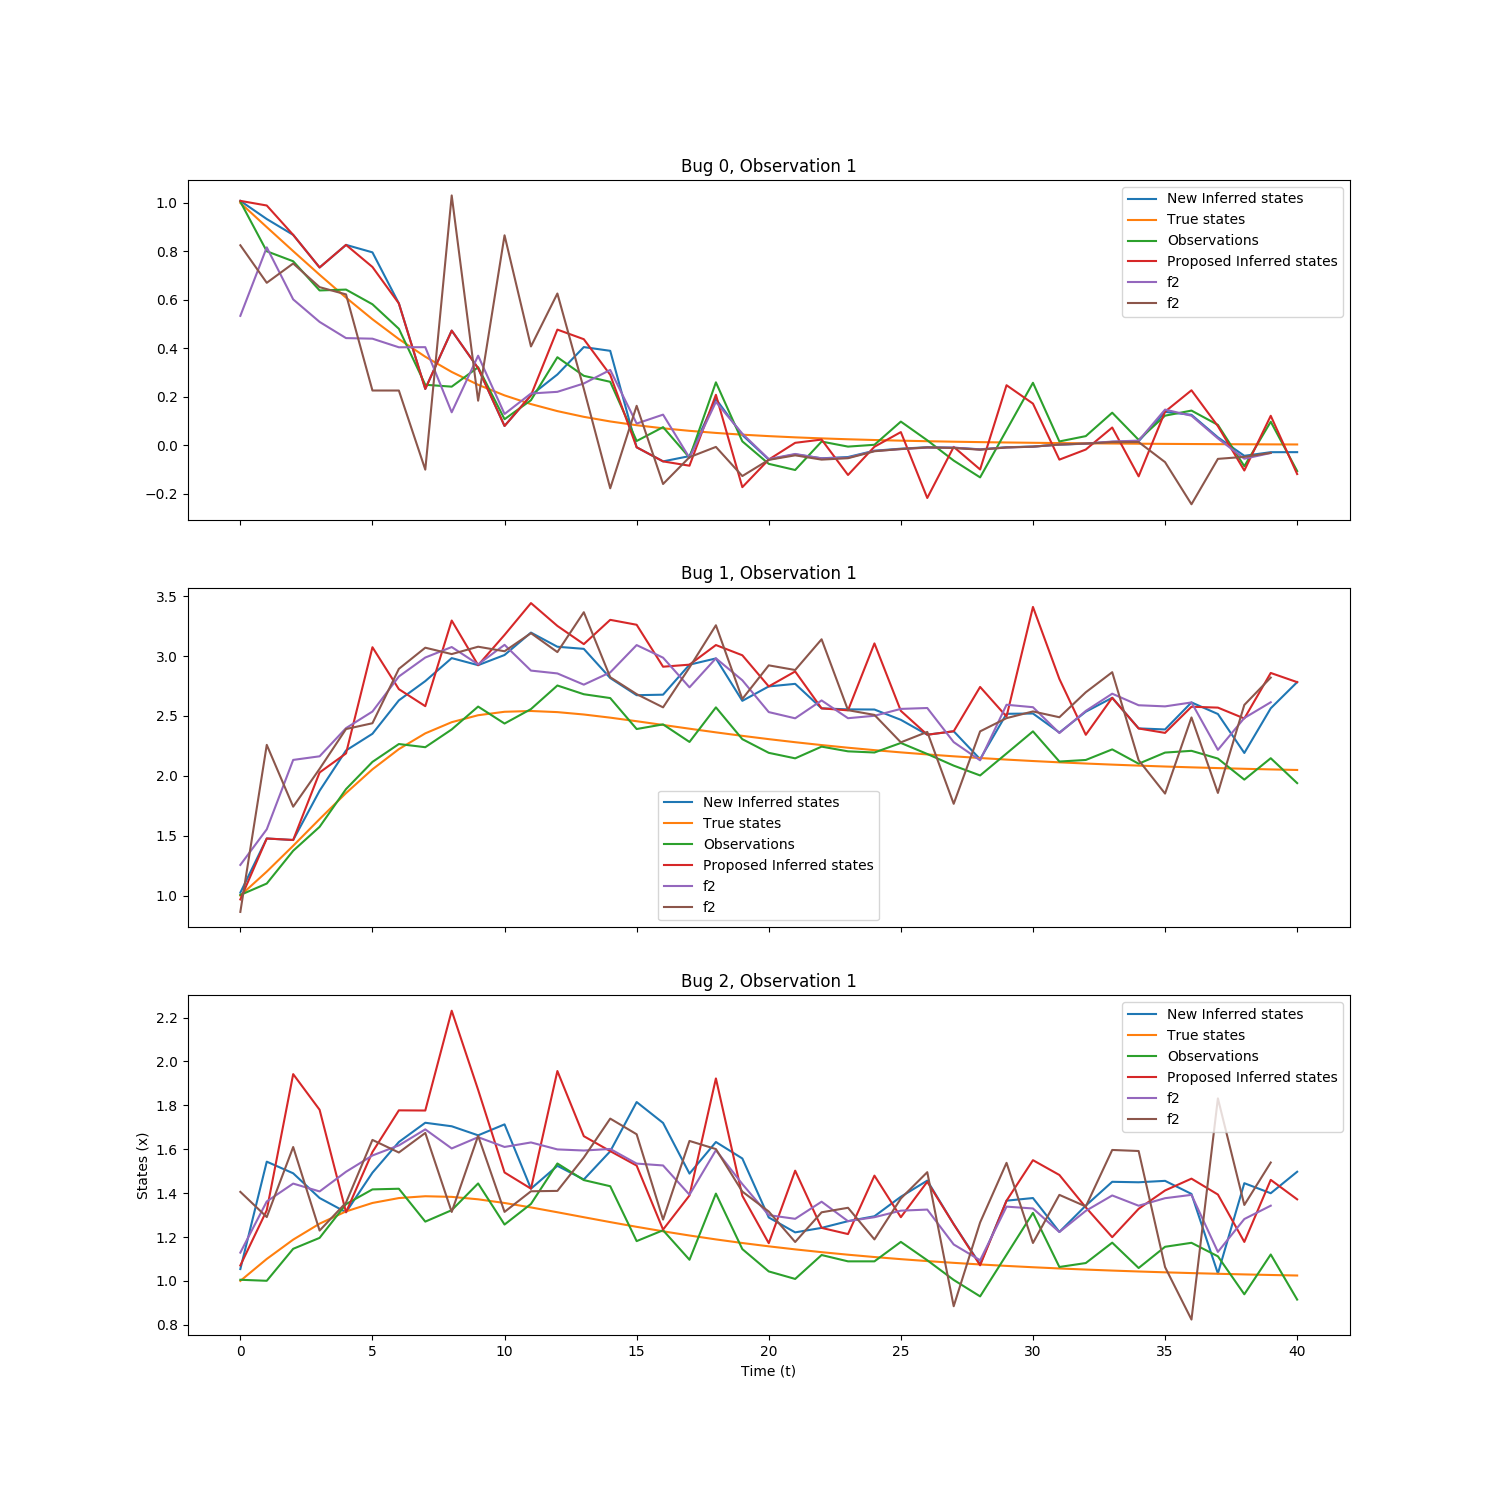 Bug 0, Observation 1
1.0
0.8
0.6
0.4
0.2
0.0
−0.2
New Inferred states
True states
Observations
Proposed Inferred states
f2
f2
Bug 1, Observation 1
3.5
3.0
2.5
2.0
1.5
1.0
New Inferred states
True states
Observations
Proposed Inferred states
f2
f2
Bug 2, Observation 1
2.2
2.0
1.8
1.6
1.4
1.2
1.0
0.8
States (x)
New Inferred states
True states
Observations
Proposed Inferred states
f2
f2
0 5 10 15 20 25 30 35 40
Time (t)